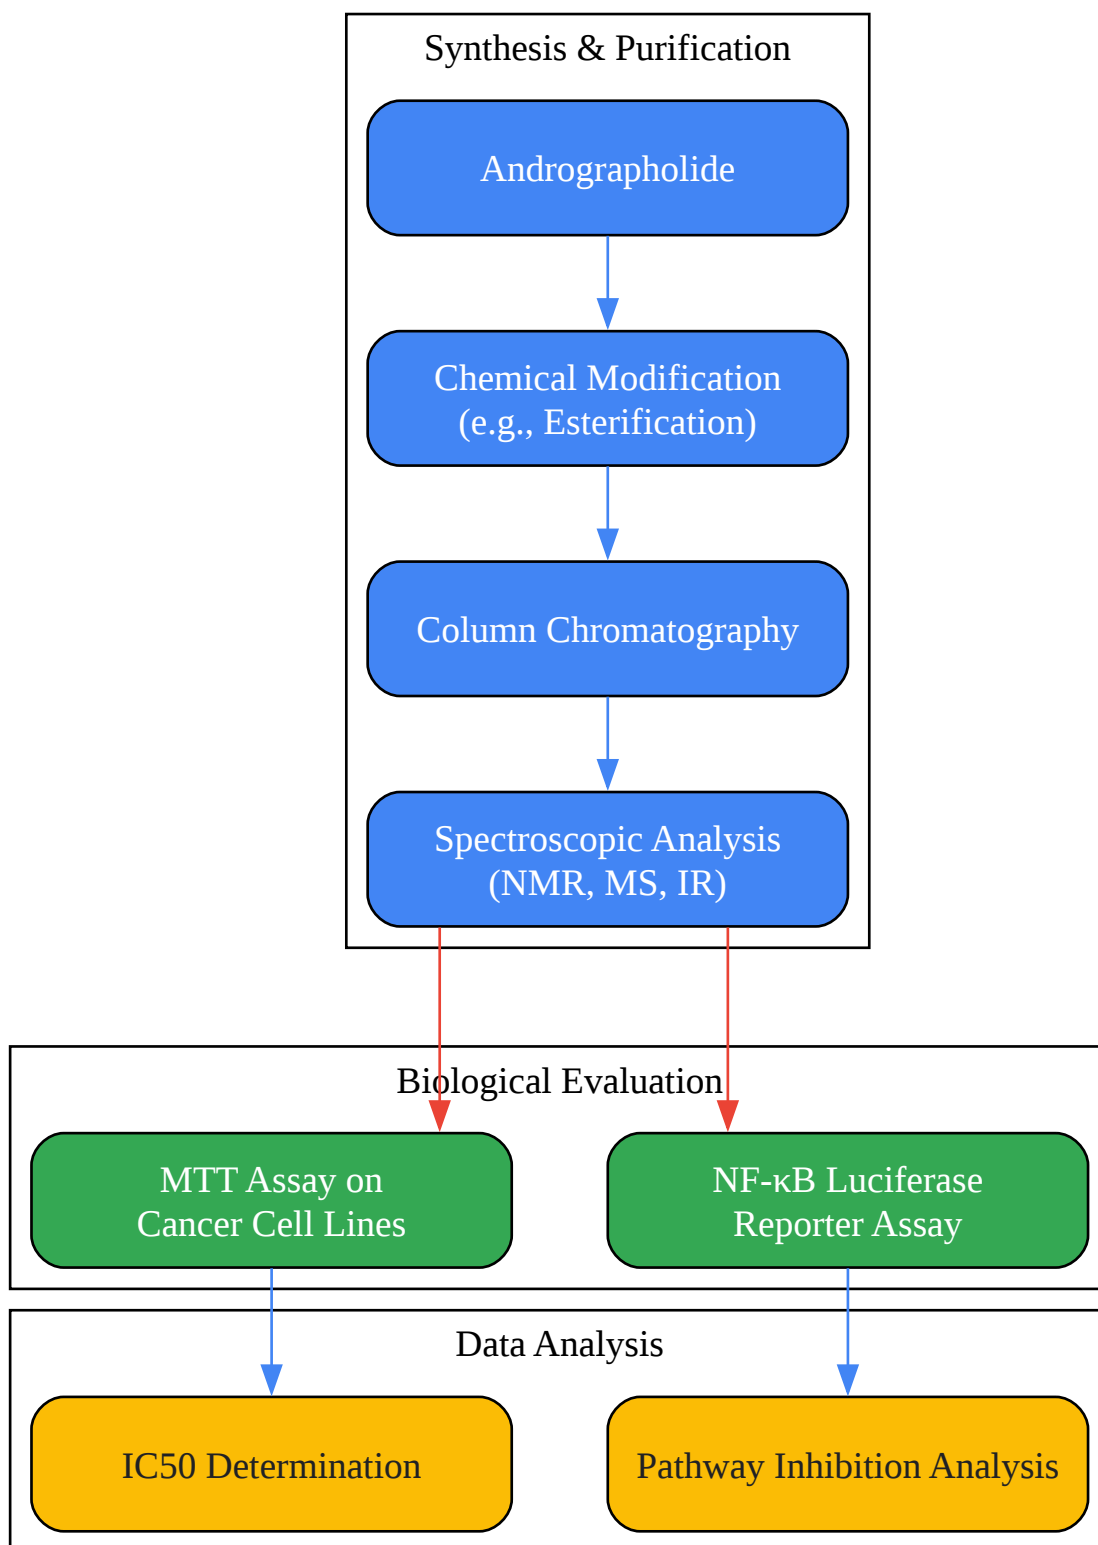 Synthesis & Purification
Andrographolide
Chemical Modification
(e.g., Esterification)
Column Chromatography
Spectroscopic Analysis
(NMR, MS, IR)
Biological Evaluation
MTT Assay on
Cancer Cell Lines
NF-κB Luciferase
Reporter Assay
Data Analysis
IC50 Determination
Pathway Inhibition Analysis